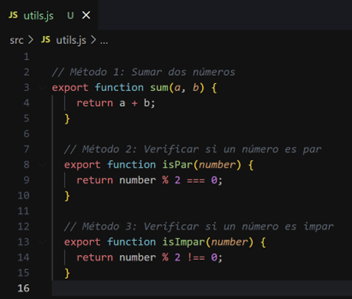 JS utils.js U ×
src > JS utils.js > ...
1
2 // Método 1: Sumar dos números
3 export function sum(a, b) {
4 return a + b;
5 }
6
7 // Método 2: Verificar si un número es par
8 export function isPar(number) {
9 return number % 2 === 0;
10 }
11
12 // Método 3: Verificar si un número es impar
13 export function isImpar(number) {
14 return number % 2 !== 0;
15 }
16